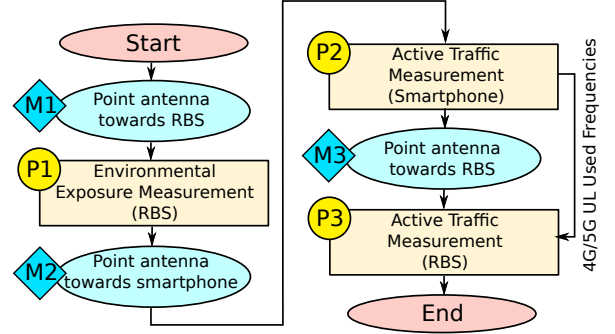 Start
M1
Point antenna
towards RBS
P1
Environmental
Exposure Measurement
(RBS)
M2
Point antenna
towards smartphone
P2
Active Traffic
Measurement
(Smartphone)
M3
Point antenna
towards RBS
P3
Active Traffic
Measurement
(RBS)
End
4G/5G UL Used Frequencies